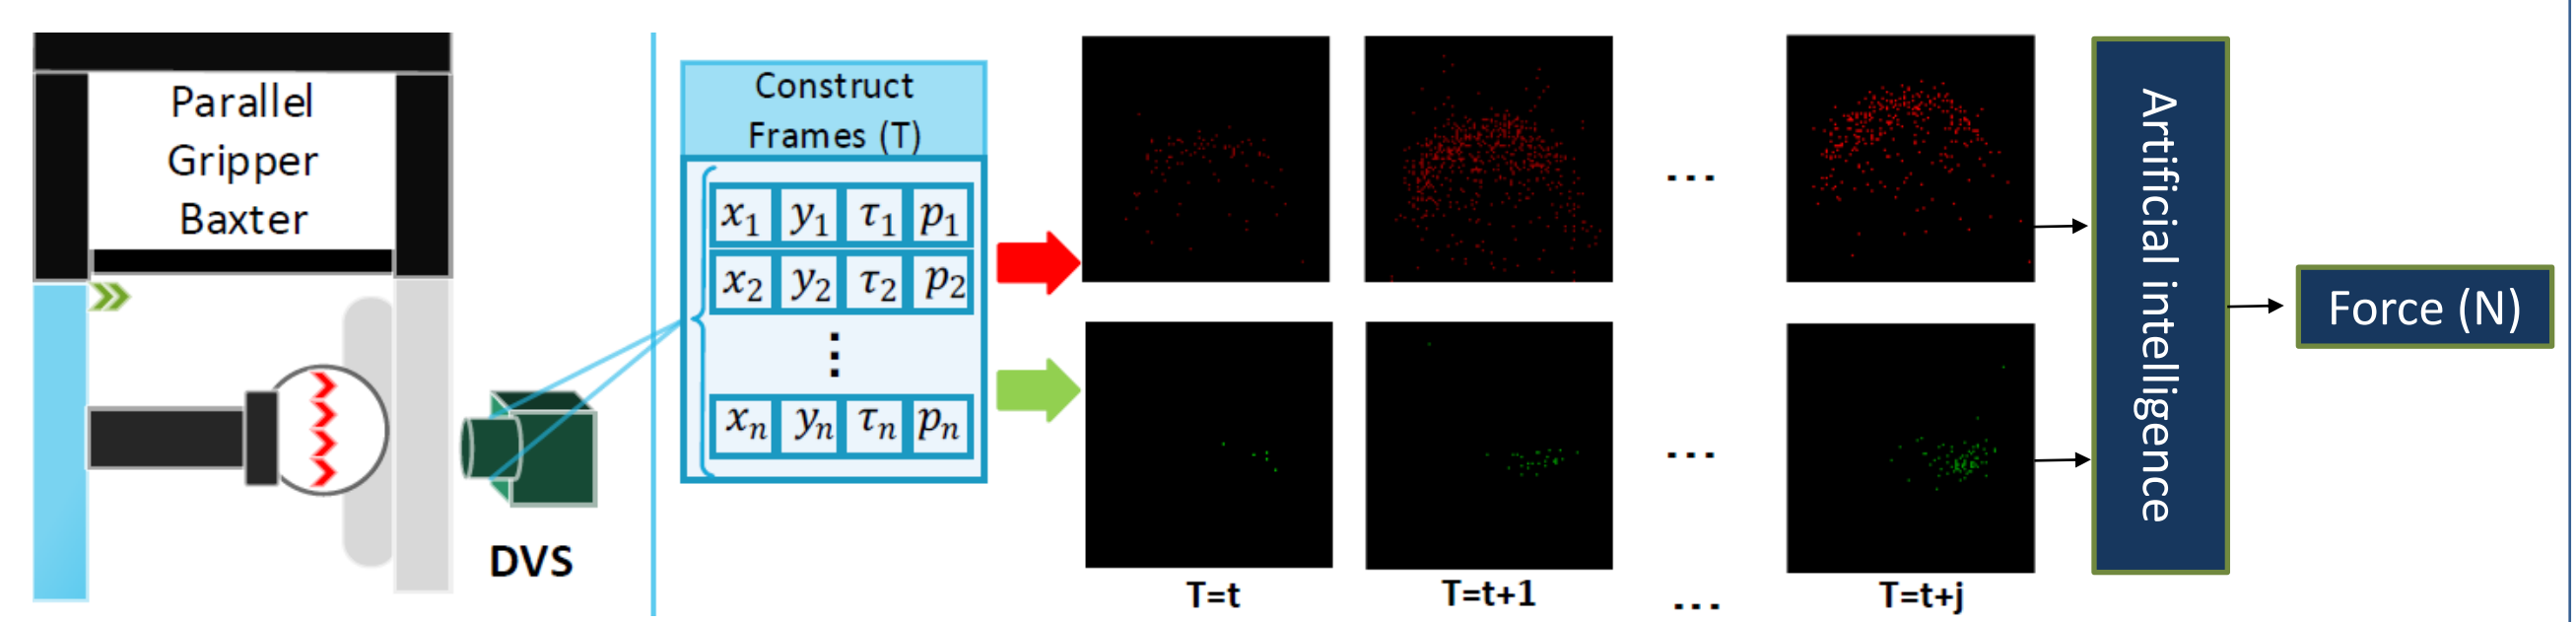 Parallel
Gripper
Baxter
DVS
Construct
Frames (T)
x₁ y₁ τ₁ p₁
x₂ y₂ τ₂ p₂
⋮
xₙ yₙ τₙ pₙ
...
...
T=t
T=t+1
...
T=t+j
Artificial intelligence
Force (N)